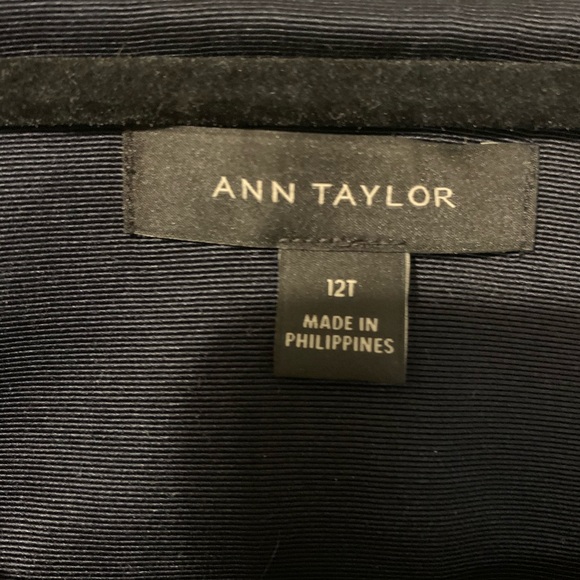 ANN TAYLOR
12T
MADE IN
PHILIPPINES